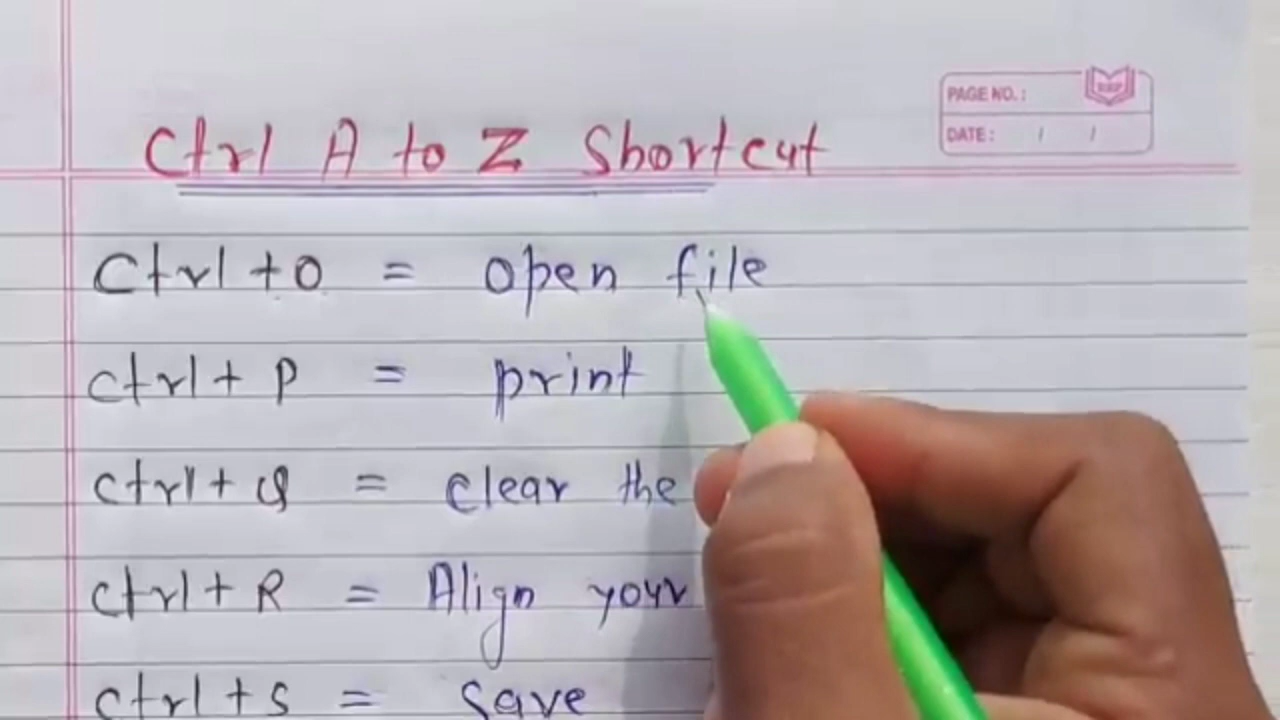 PAGE NO. :
DATE : / /
Ctrl A to Z Shortcut
Ctrl + O = Open file
Ctrl + P = print
Ctrl + Q = Clear the
Ctrl + R = Align your
Ctrl + S = Save